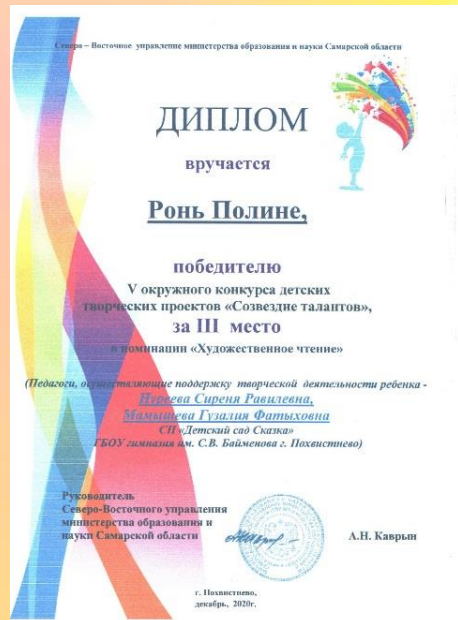 Северо – Восточное управление министерства образования и науки Самарской области
ДИПЛОМ
вручается
Ронь Полине,
победителю
V окружного конкурса детских
творческих проектов «Созвездие талантов»,
за III место
в номинации «Художественное чтение»
(Педагоги, осуществляющие поддержку творческой деятельности ребенка -
Нуреева Сиреня Равилевна,
Мамышева Гузалия Фатыховна
СП «Детский сад Сказка»
ГБОУ гимназия им. С.В. Байменова г. Похвистнево)
Руководитель
Северо-Восточного управления
министерства образования и
науки Самарской области
А.Н. Каврын
г. Похвистнево,
декабрь, 2020г.